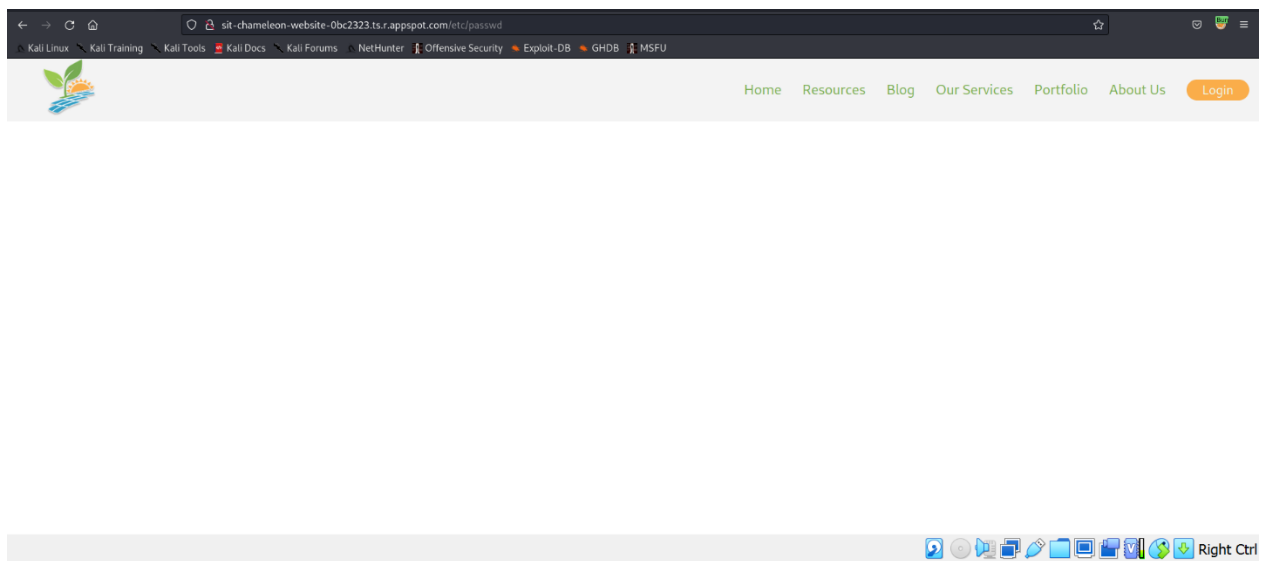 sit-chameleon-website-0bc2323.ts.r.appspot.com/etc/passwd
Kali Linux Kali Training Kali Tools Kali Docs Kali Forums NetHunter Offensive Security Exploit-DB GHDB MSFU
Home Resources Blog Our Services Portfolio About Us Login
Right Ctrl